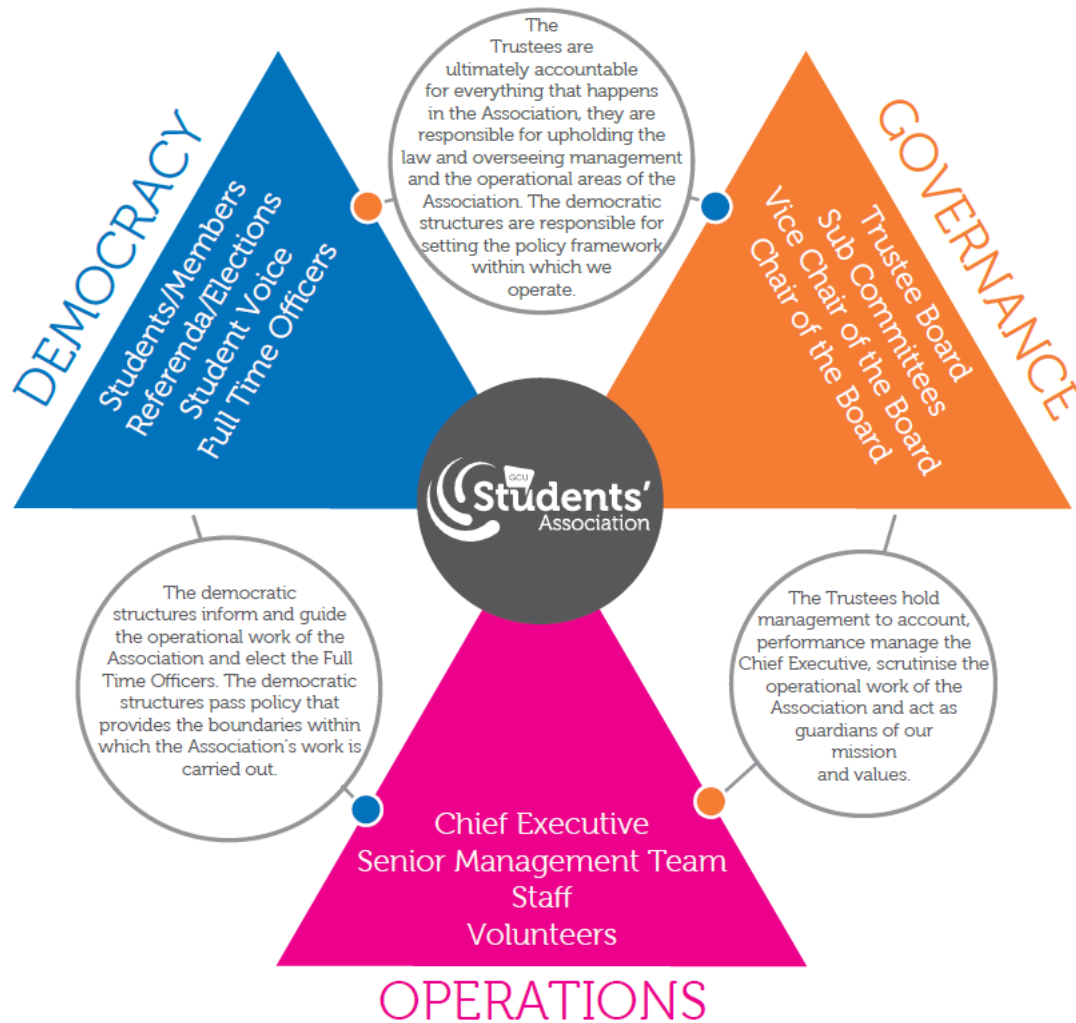 The
Trustees are
ultimately accountable
for everything that happens
in the Association, they are
responsible for upholding the
law and overseeing management
and the operational areas of the
Association. The democratic
structures are responsible for
setting the policy framework
within which we
operate.
DEMOCRACY
Students/Members
Referenda/Elections
Student Voice
Full Time Officers
GOVERNANCE
Trustee Board
Sub Committees
Vice Chair of the Board
Chair of the Board
GCU
Students'
Association
The democratic
structures inform and guide
the operational work of the
Association and elect the Full
Time Officers. The democratic
structures pass policy that
provides the boundaries within
which the Association's work is
carried out.
The Trustees hold
management to account,
performance manage the
Chief Executive, scrutinise the
operational work of the
Association and act as
guardians of our
mission
and values.
Chief Executive
Senior Management Team
Staff
Volunteers
OPERATIONS